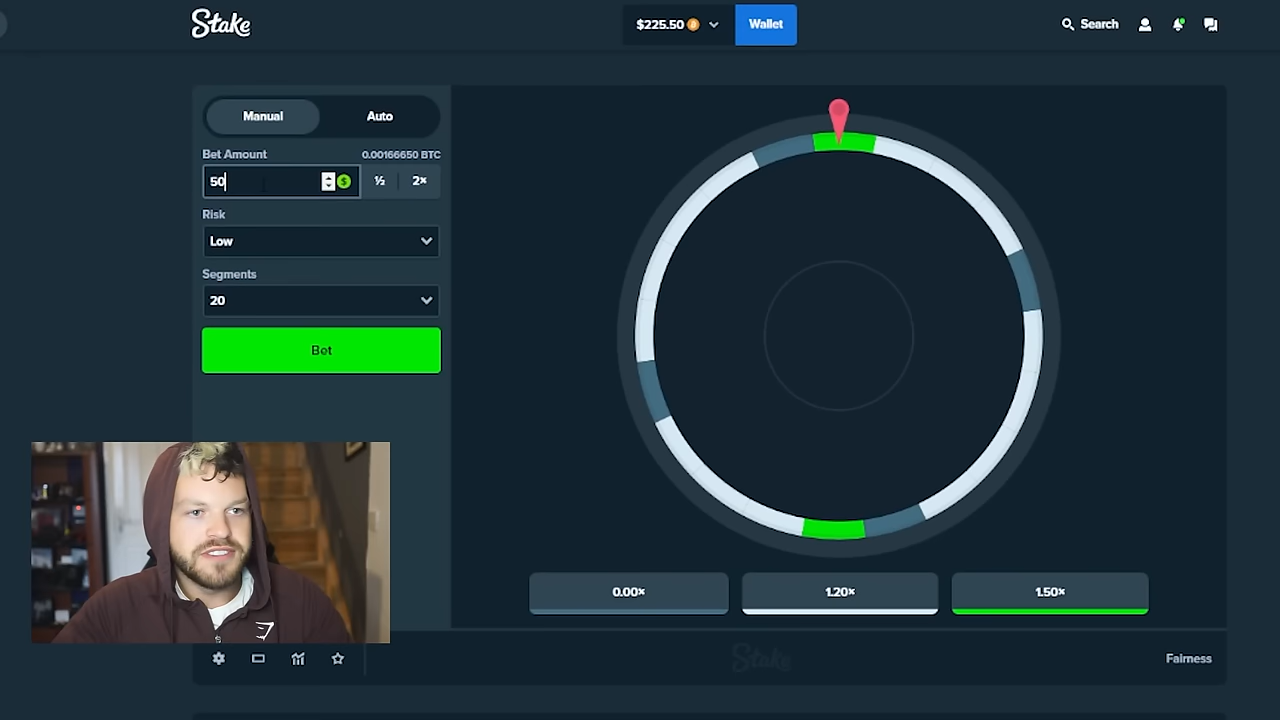 Stake
$225.50
Wallet
Search
Manual
Auto
Bet Amount
0.00166650 BTC
50
$
½
2×
Risk
Low
Segments
20
Bet
0.00×
1.20×
1.50×
Stake
Fairness